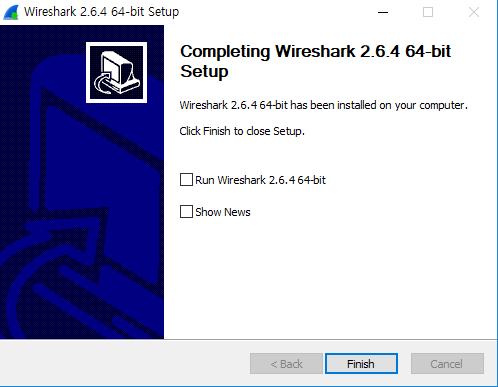 Wireshark 2.6.4 64-bit Setup
Completing Wireshark 2.6.4 64-bit
Setup
Wireshark 2.6.4 64-bit has been installed on your computer.
Click Finish to close Setup.
Run Wireshark 2.6.4 64-bit
Show News
< Back
Finish
Cancel